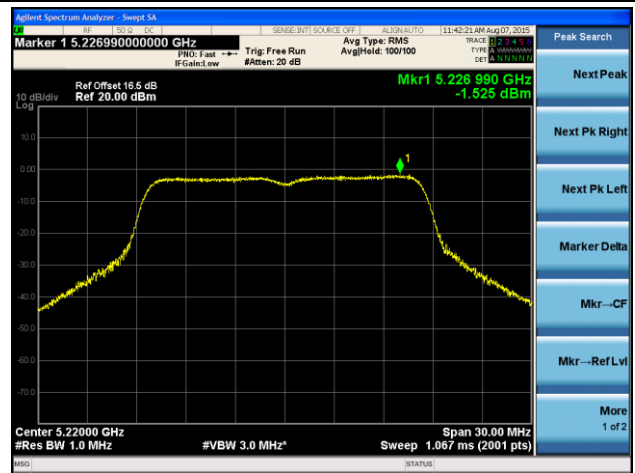 Agilent Spectrum Analyzer - Swept SA
RF 50 Ω DC SENSE:INT SOURCE OFF ALIGN AUTO 11:42:21 AM Aug 07, 2015
Marker 1 5.226990000000 GHz
PNO: Fast
IFGain:Low
Trig: Free Run
#Atten: 20 dB
Avg Type: RMS
Avg|Hold: 100/100
TRACE 1 2 3 4 5 6
TYPE A WWWWW
DET A N N N N N
Peak Search
Next Peak
Next Pk Right
Next Pk Left
Marker Delta
Mkr→CF
Mkr→Ref Lvl
More
1 of 2
Mkr1 5.226 990 GHz
-1.525 dBm
Ref Offset 16.5 dB
10 dB/div Ref 20.00 dBm
Log
10.0
0.00
-10.0
-20.0
-30.0
-40.0
-50.0
-60.0
-70.0
1
Center 5.22000 GHz Span 30.00 MHz
#Res BW 1.0 MHz #VBW 3.0 MHz* Sweep 1.067 ms (2001 pts)
MSG STATUS